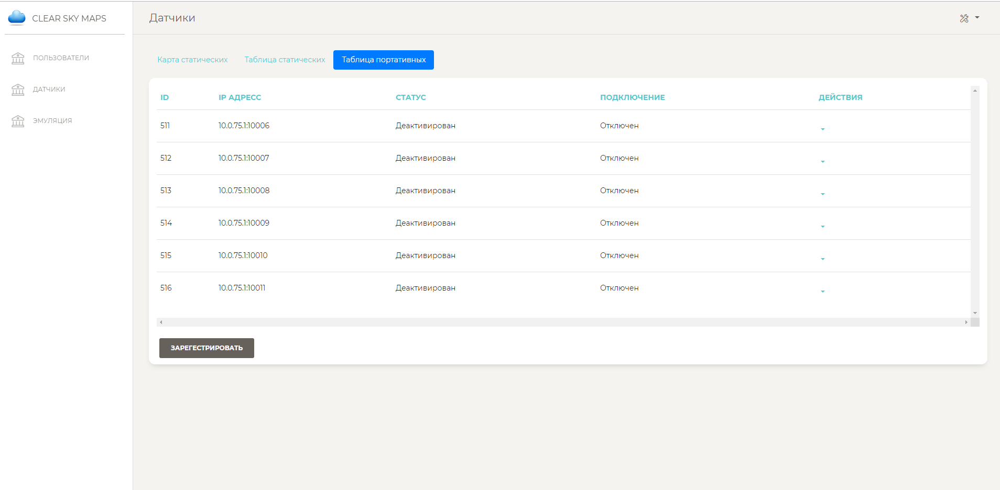 CLEAR SKY MAPS
Датчики
ПОЛЬЗОВАТЕЛИ
ДАТЧИКИ
ЭМУЛЯЦИЯ
Карта статических Таблица статических Таблица портативных
ID IP АДРЕСС СТАТУС ПОДКЛЮЧЕНИЕ ДЕЙСТВИЯ
511 10.0.75.1:10006 Деактивирован Отключен
512 10.0.75.1:10007 Деактивирован Отключен
513 10.0.75.1:10008 Деактивирован Отключен
514 10.0.75.1:10009 Деактивирован Отключен
515 10.0.75.1:10010 Деактивирован Отключен
516 10.0.75.1:10011 Деактивирован Отключен
ЗАРЕГЕСТРИРОВАТЬ